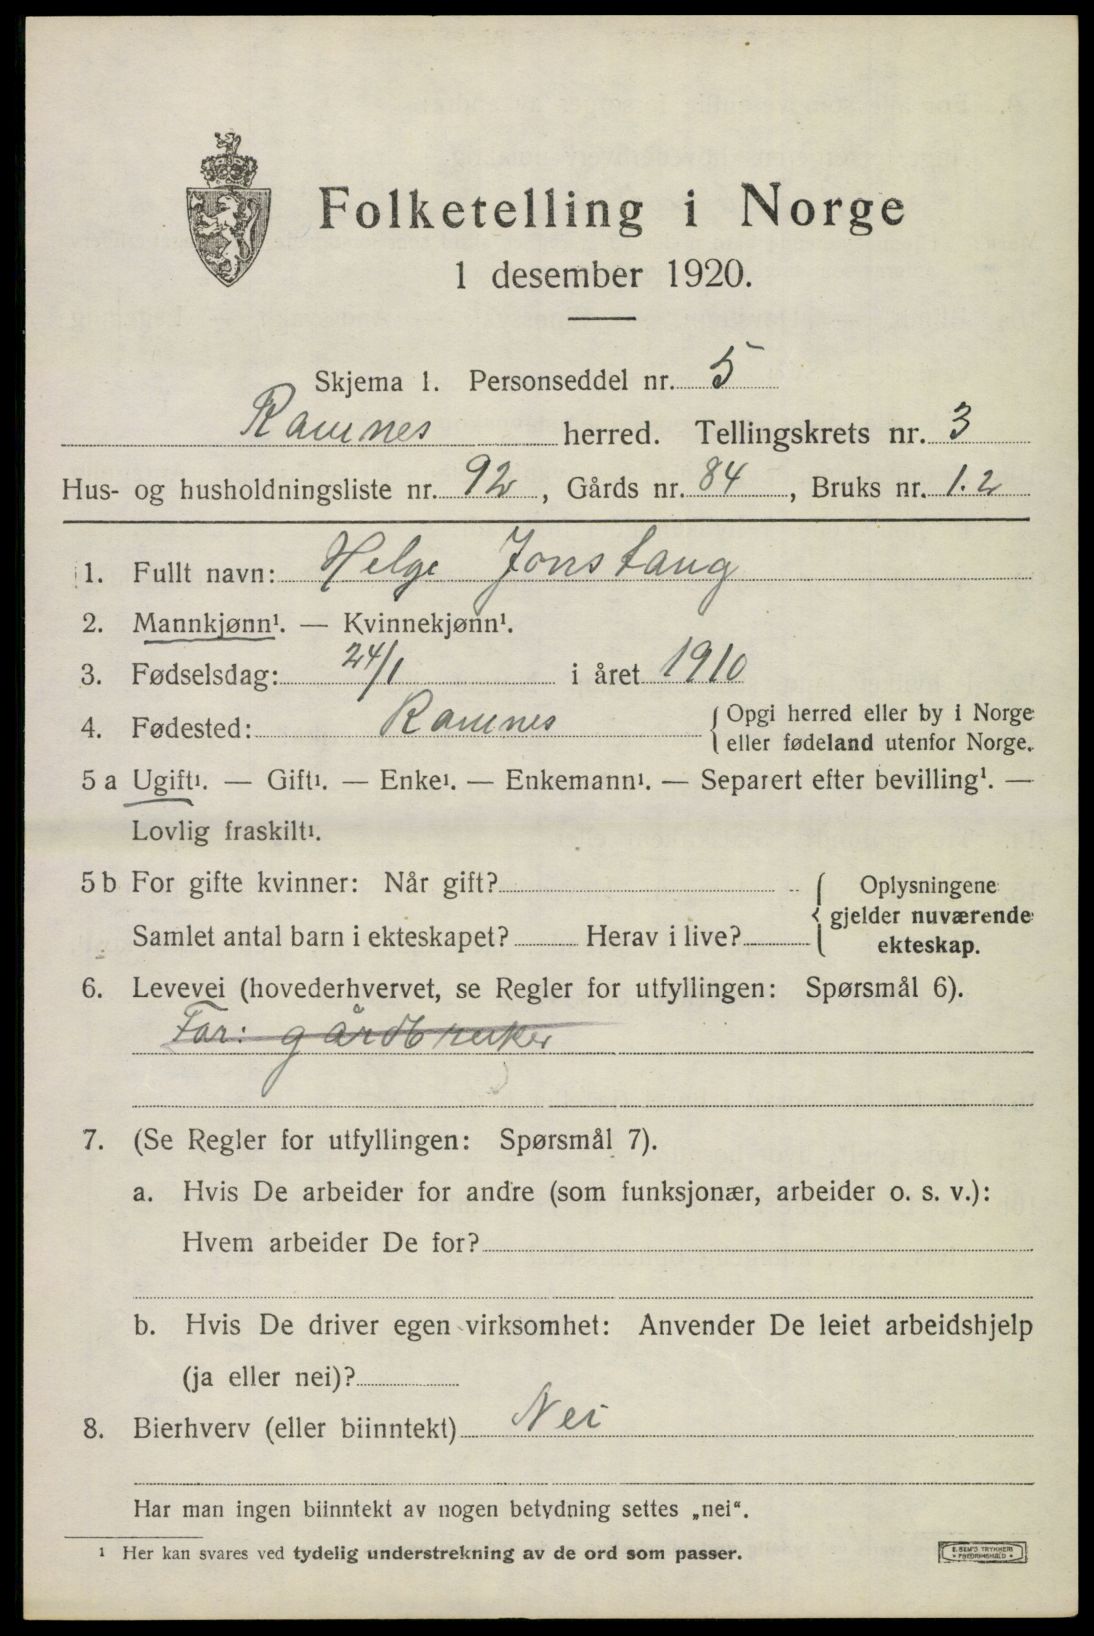 Folketelling i Norge
1 desember 1920.
Skjema 1. Personseddel nr. 5
Ramnes herred. Tellingskrets nr. 3
Hus- og husholdningsliste nr. 92, Gårds nr. 84, Bruks nr. 1.2
1. Fullt navn: Helge Jonstang
2. Mannkjønn¹. — Kvinnekjønn¹.
3. Fødselsdag: 24/1 i året 1910
4. Fødested: Ramnes { Opgi herred eller by i Norge
eller fødeland utenfor Norge.
5 a Ugift¹. — Gift¹. — Enke¹. — Enkemann¹. — Separert efter bevilling¹. —
Lovlig fraskilt¹.
5 b For gifte kvinner: Når gift? { Oplysningene
gjelder nuværende
Samlet antal barn i ekteskapet? Herav i live? ekteskap.
6. Levevei (hovederhvervet, se Regler for utfyllingen: Spørsmål 6).
Far: gårdbruker
7. (Se Regler for utfyllingen: Spørsmål 7).
a. Hvis De arbeider for andre (som funksjonær, arbeider o. s. v.):
Hvem arbeider De for?
b. Hvis De driver egen virksomhet: Anvender De leiet arbeidshjelp
(ja eller nei)?
8. Bierhverv (eller biinntekt) Nei
Har man ingen biinntekt av nogen betydning settes „nei“.
¹ Her kan svares ved tydelig understrekning av de ord som passer.
E. SEM'S TRYKKERI
• FREDRIKSHALD •